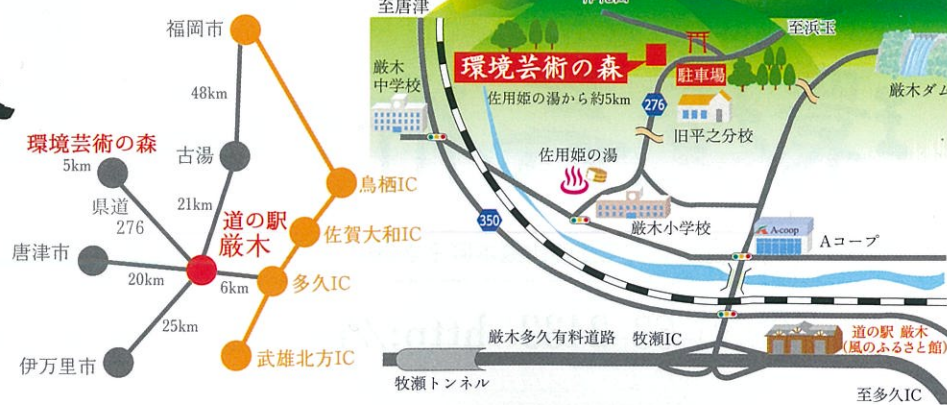 福岡市
48km
環境芸術の森
5km
古湯
県道
276
21km
鳥栖IC
道の駅
厳木
佐賀大和IC
唐津市
20km
6km
多久IC
25km
伊万里市
武雄北方IC
至唐津
至浜玉
環境芸術の森
駐車場
佐用姫の湯から約5km
276
旧平之分校
厳木ダム
厳木
中学校
佐用姫の湯
厳木小学校
350
A-coop
Aコープ
厳木多久有料道路
牧瀬IC
道の駅 厳木
(風のふるさと館)
牧瀬トンネル
至多久IC